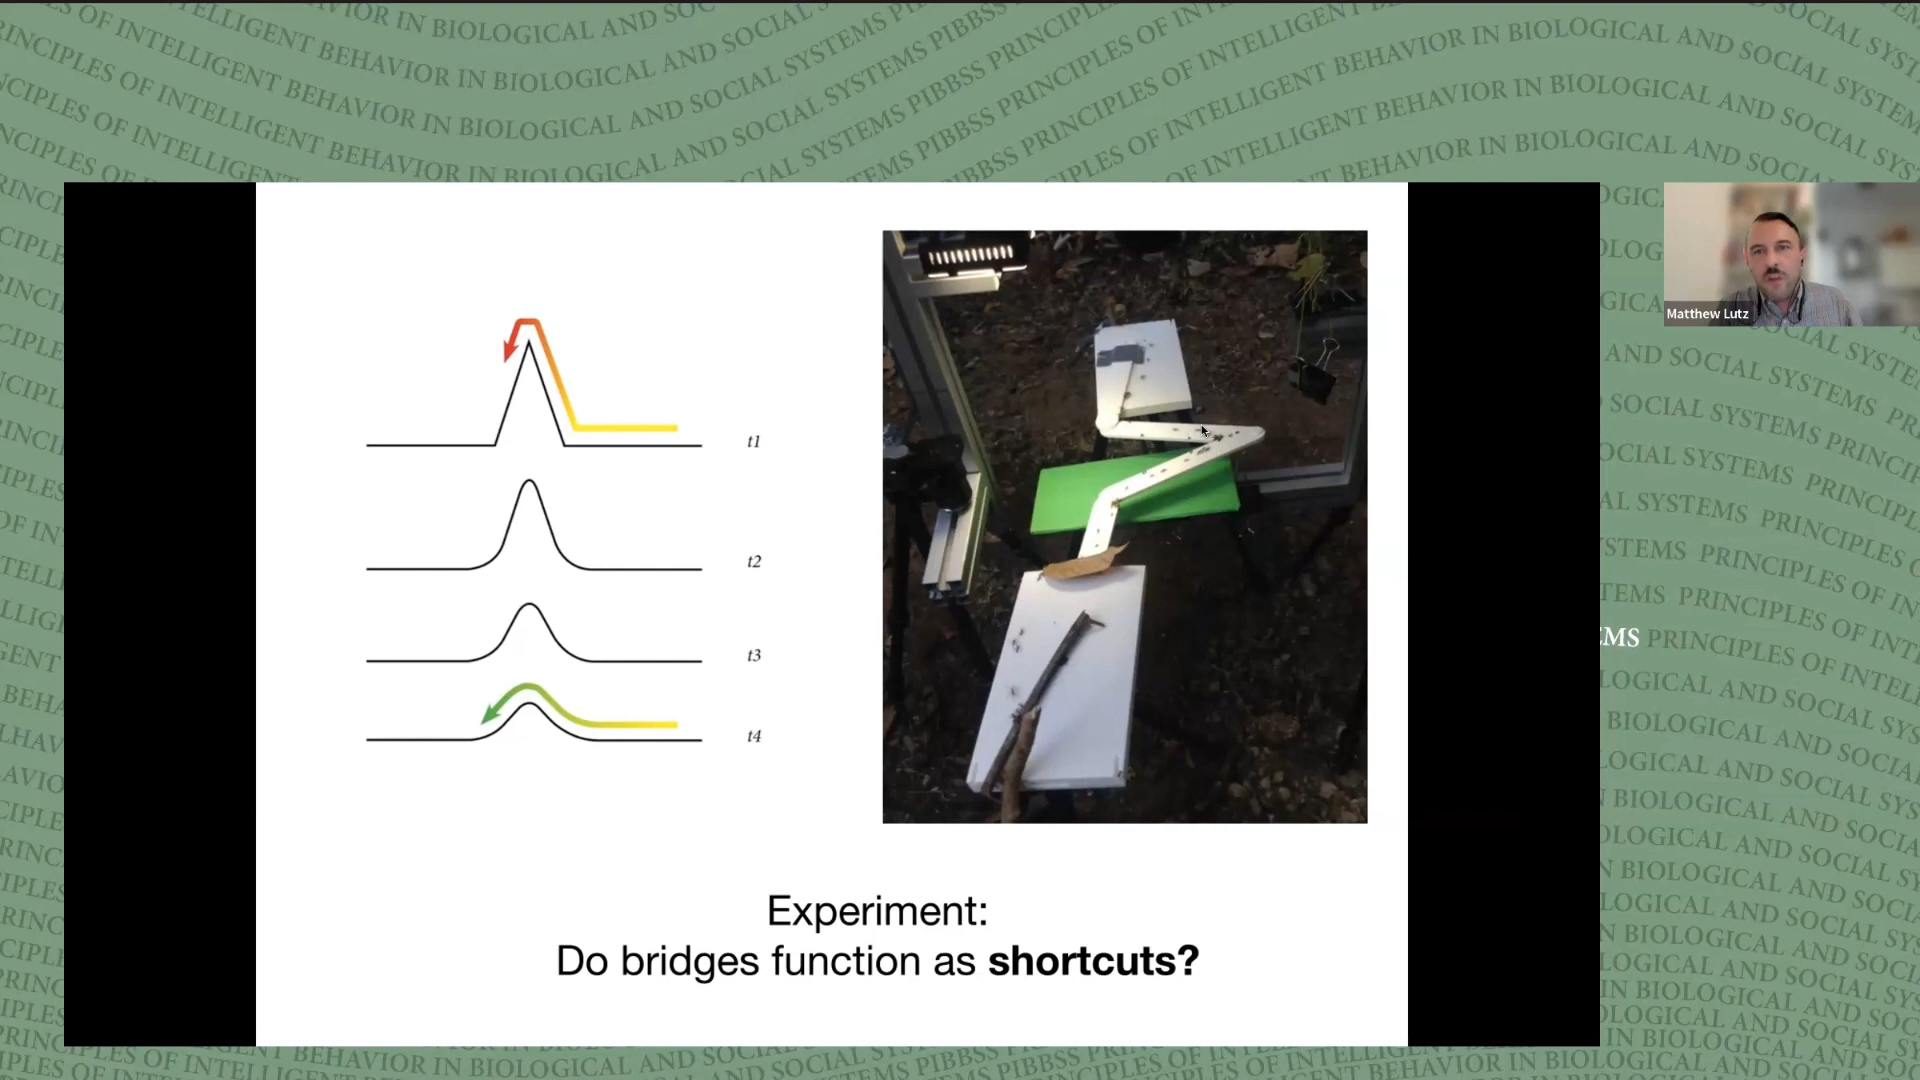 PIBBSS PRINCIPLES OF INTELLIGENT BEHAVIOR IN BIOLOGICAL AND SOCIAL SYSTEMS
Matthew Lutz
t1
t2
t3
EMS
t4
Experiment:
Do bridges function as shortcuts?